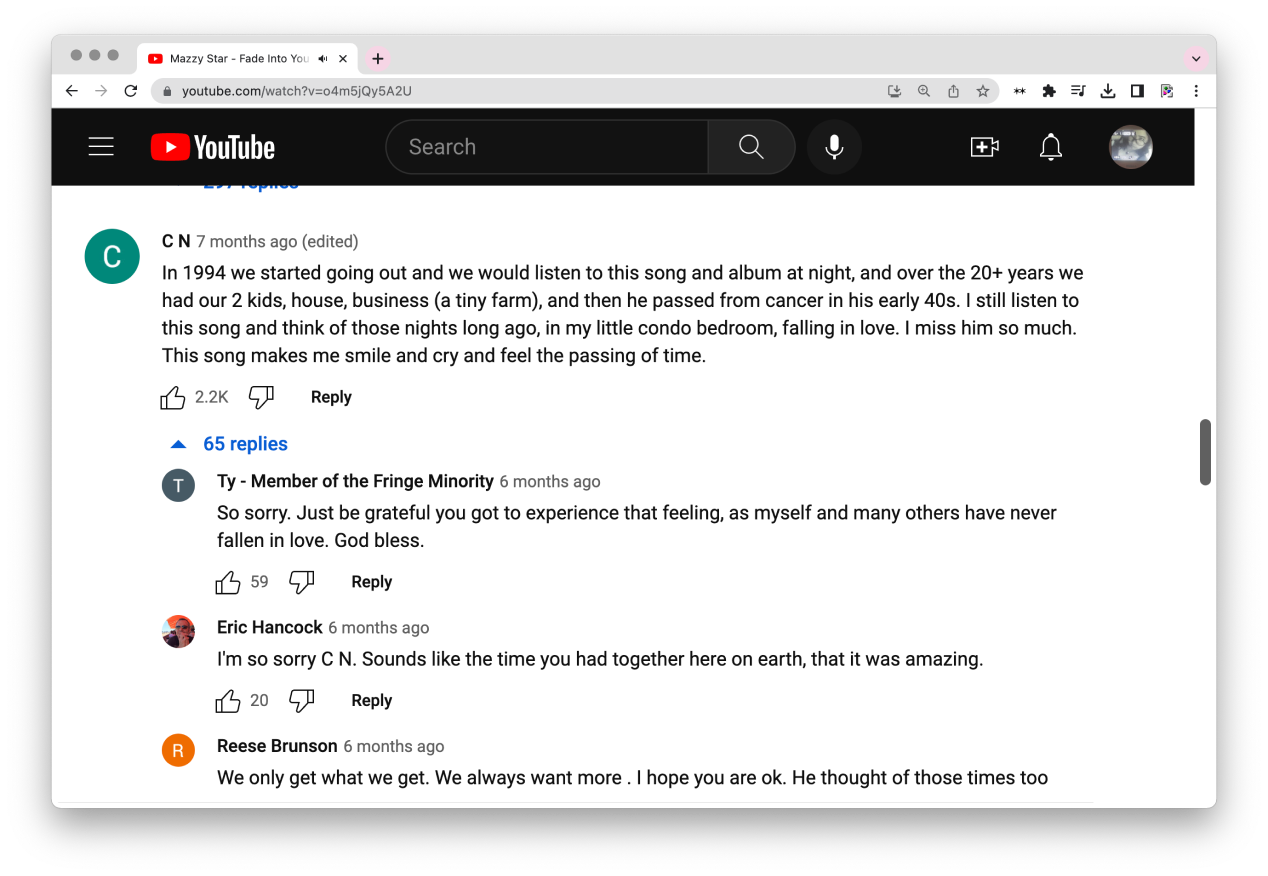 Mazzy Star - Fade Into You
youtube.com/watch?v=o4m5jQy5A2U
YouTube
Search
297 replies
C
C N 7 months ago (edited)
In 1994 we started going out and we would listen to this song and album at night, and over the 20+ years we
had our 2 kids, house, business (a tiny farm), and then he passed from cancer in his early 40s. I still listen to
this song and think of those nights long ago, in my little condo bedroom, falling in love. I miss him so much.
This song makes me smile and cry and feel the passing of time.
2.2K Reply
65 replies
T
Ty - Member of the Fringe Minority 6 months ago
So sorry. Just be grateful you got to experience that feeling, as myself and many others have never
fallen in love. God bless.
59 Reply
Eric Hancock 6 months ago
I'm so sorry C N. Sounds like the time you had together here on earth, that it was amazing.
20 Reply
R
Reese Brunson 6 months ago
We only get what we get. We always want more . I hope you are ok. He thought of those times too